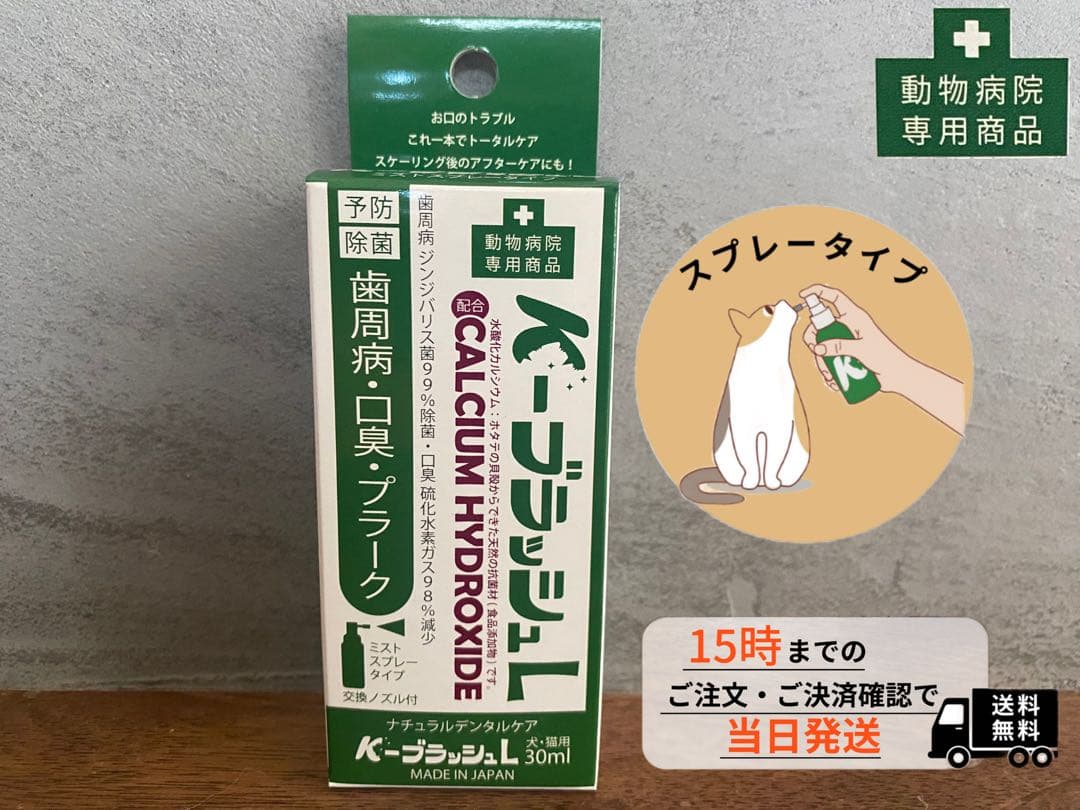 お口のトラブル
これ一本でトータルケア
スケーリング後のアフターケアにも！
ミストスプレータイプ
予防
除菌
歯周病・口臭・プラーク
ミスト
スプレー
タイプ
交換ノズル付
歯周病 ジンジバリス菌99%除菌・口臭 硫化水素ガス98%減少
動物病院
専用商品
配合
CALCIUM HYDROXIDE
水酸化カルシウム：ホタテの貝殻からできた天然の抗菌材(食品添加物)です。
K-ブラッシュL
ナチュラルデンタルケア
K-ブラッシュL
犬・猫用
30ml
MADE IN JAPAN
動物病院
専用商品
スプレータイプ
K
15時までの
ご注文・ご決済確認で
当日発送
送料
無料